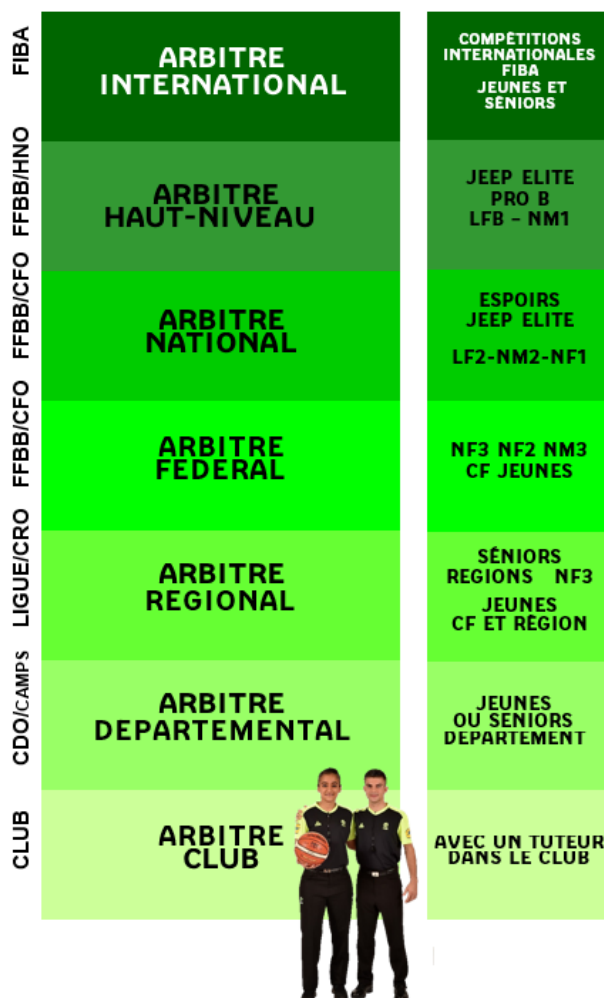 FIBA
ARBITRE
INTERNATIONAL
COMPÉTITIONS
INTERNATIONALES
FIBA
JEUNES ET
SÉNIORS
FFBB/HNO
ARBITRE
HAUT-NIVEAU
JEEP ELITE
PRO B
LFB - NM1
FFBB/CFO
ARBITRE
NATIONAL
ESPOIRS
JEEP ELITE
LF2-NM2-NF1
FFBB/CFO
ARBITRE
FEDERAL
NF3 NF2 NM3
CF JEUNES
LIGUE/CRO
ARBITRE
REGIONAL
SÉNIORS
REGIONS NF3
JEUNES
CF ET RÉGION
CDO/CAMPS
ARBITRE
DEPARTEMENTAL
JEUNES
OU SENIORS
DEPARTEMENT
CLUB
ARBITRE
CLUB
AVEC UN TUTEUR
DANS LE CLUB